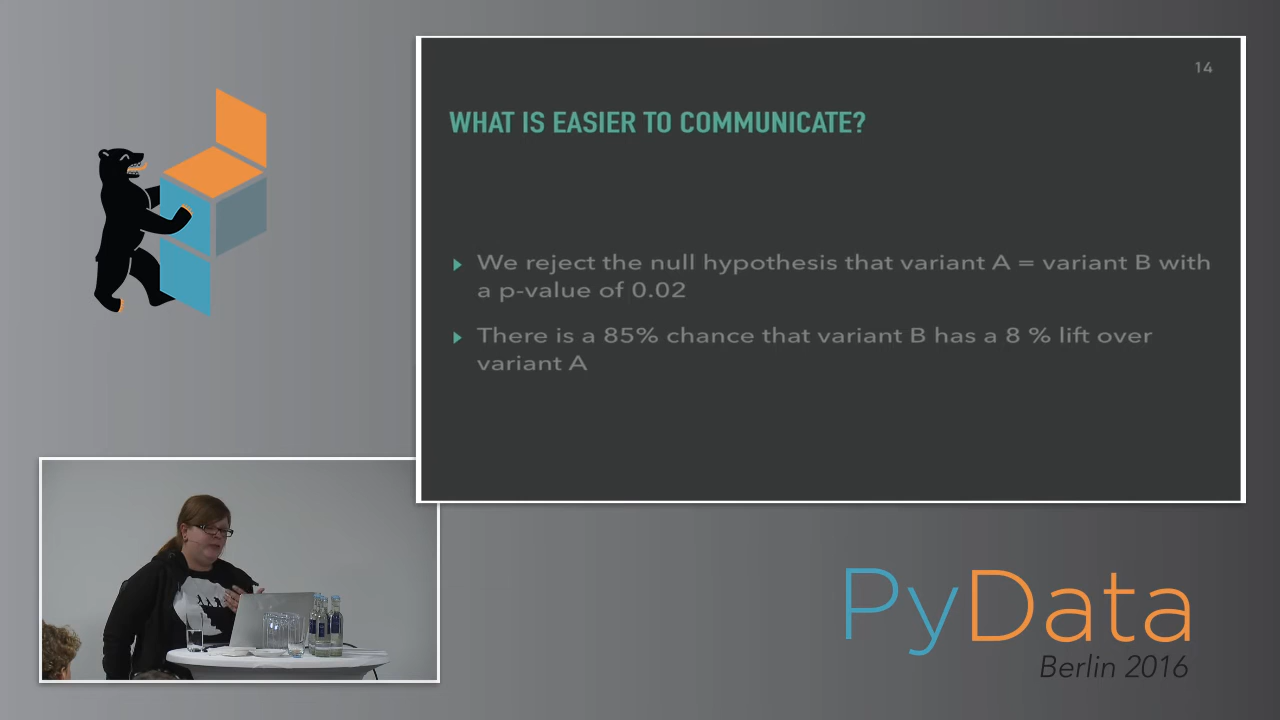 14
WHAT IS EASIER TO COMMUNICATE?
We reject the null hypothesis that variant A = variant B with
a p-value of 0.02
There is a 85% chance that variant B has a 8 % lift over
variant A
PyData
Berlin 2016